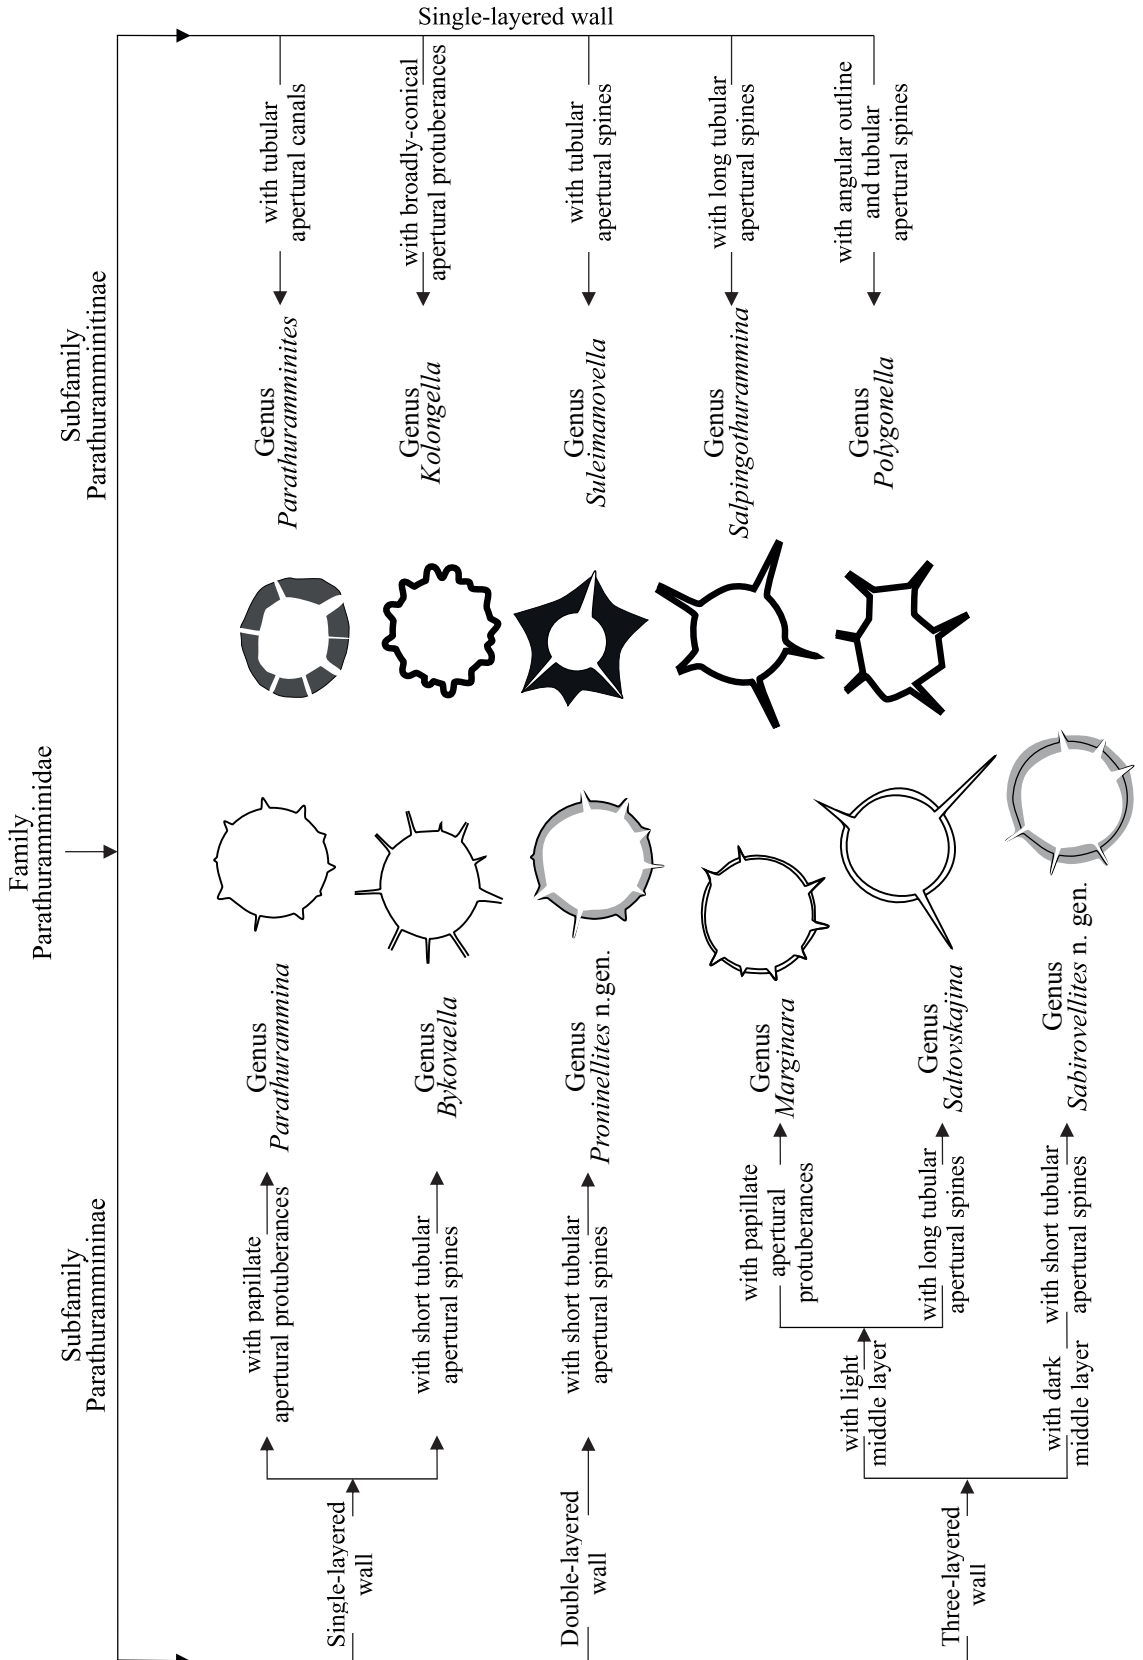 Family
Parathuramminidae
Subfamily
Parathurammininae
Single-layered
wall
with papillate
apertural protuberances
Genus
Parathurammina
with short tubular
apertural spines
Genus
Bykovaella
Double-layered
wall
with short tubular
apertural spines
Genus
Proninellites n.gen.
Three-layered
wall
with light
middle layer
with papillate
apertural
protuberances
Genus
Marginara
with long tubular
apertural spines
Genus
Saltovskajina
with dark
middle layer
with short tubular
apertural spines
Genus
Sabirovellites n. gen.
Subfamily
Parathuramminitinae
Single-layered wall
with tubular
apertural canals
Genus
Parathuramminites
with broadly-conical
apertural protuberances
Genus
Kolongella
with tubular
apertural spines
Genus
Suleimanovella
with long tubular
apertural spines
Genus
Salpingothurammina
with angular outline
and tubular
apertural spines
Genus
Polygonella